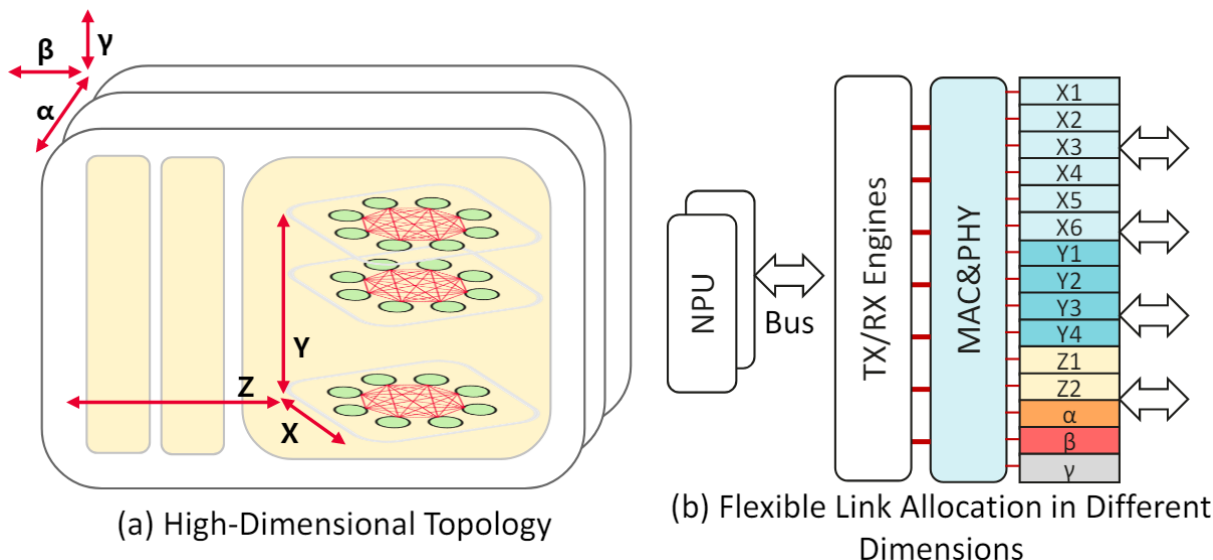 γ
β
α
Y
Z
X
(a) High-Dimensional Topology
NPU
Bus
TX/RX Engines
MAC&PHY
X1
X2
X3
X4
X5
X6
Y1
Y2
Y3
Y4
Z1
Z2
α
β
γ
(b) Flexible Link Allocation in Different
Dimensions